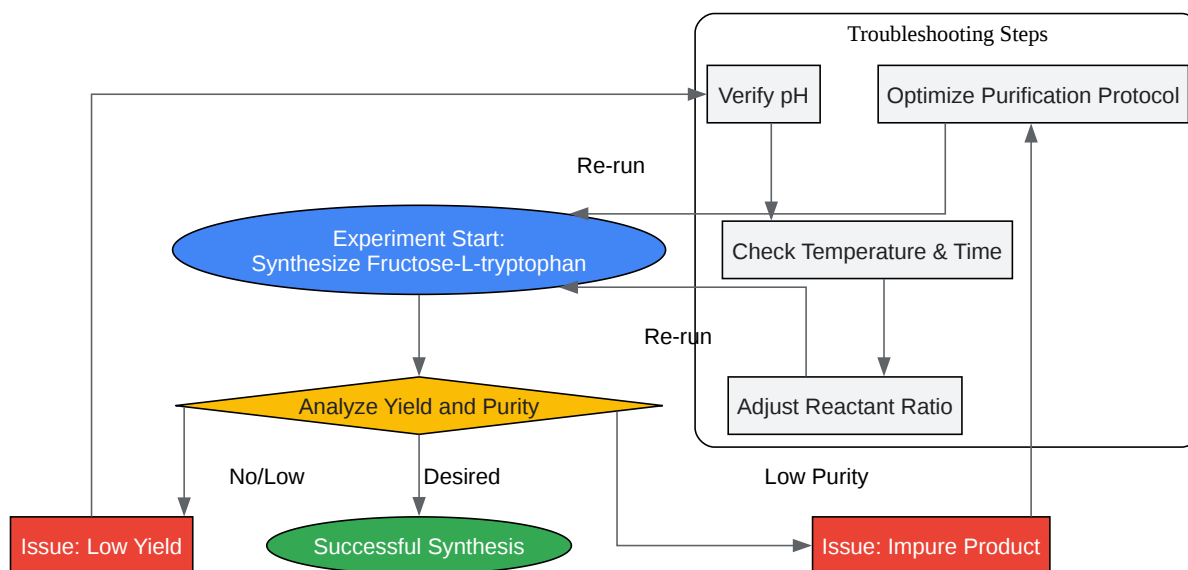 Troubleshooting Steps
Verify pH
Optimize Purification Protocol
Re-run
Experiment Start:
Synthesize Fructose-L-tryptophan
Check Temperature & Time
Re-run
Analyze Yield and Purity
Adjust Reactant Ratio
No/Low
Desired
Low Purity
Issue: Low Yield
Successful Synthesis
Issue: Impure Product